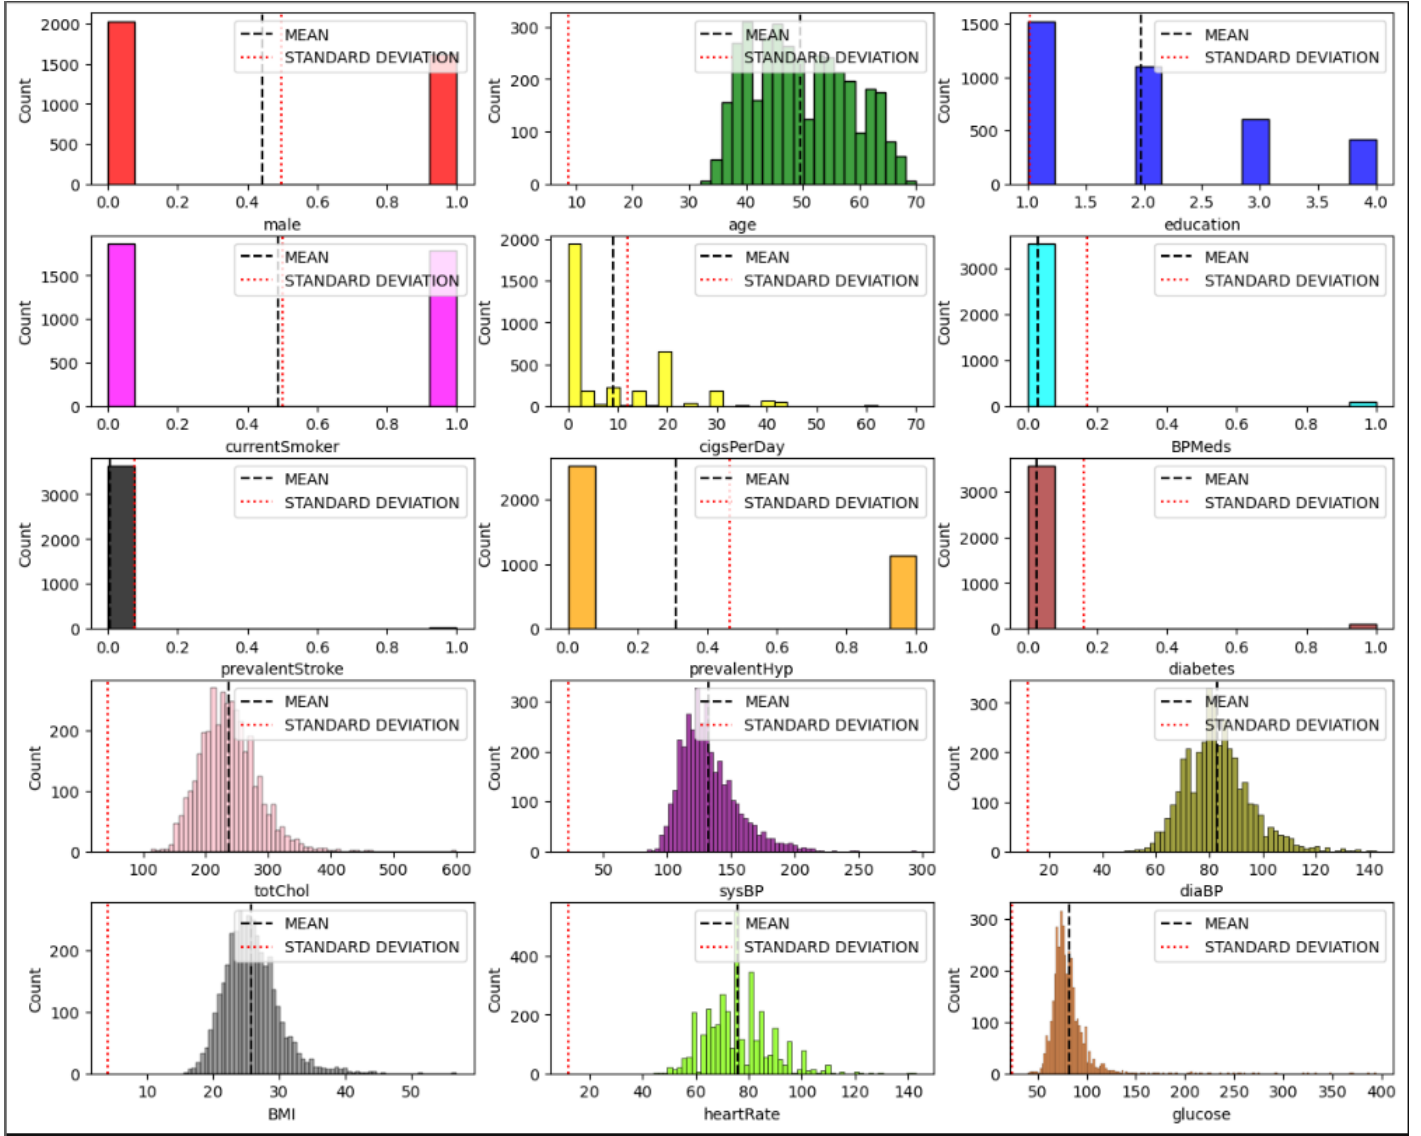 MEAN
STANDARD DEVIATION
Count
2000
1500
1000
500
0
0.0 0.2 0.4 0.6 0.8 1.0
male
MEAN
STANDARD DEVIATION
Count
300
200
100
0
10 20 30 40 50 60 70
age
MEAN
STANDARD DEVIATION
Count
1500
1000
500
0
1.0 1.5 2.0 2.5 3.0 3.5 4.0
education
MEAN
STANDARD DEVIATION
Count
1500
1000
500
0
0.0 0.2 0.4 0.6 0.8 1.0
currentSmoker
MEAN
STANDARD DEVIATION
Count
2000
1500
1000
500
0
0 10 20 30 40 50 60 70
cigsPerDay
MEAN
STANDARD DEVIATION
Count
3000
2000
1000
0
0.0 0.2 0.4 0.6 0.8 1.0
BPMeds
MEAN
STANDARD DEVIATION
Count
3000
2000
1000
0
0.0 0.2 0.4 0.6 0.8 1.0
prevalentStroke
MEAN
STANDARD DEVIATION
Count
2000
1000
0
0.0 0.2 0.4 0.6 0.8 1.0
prevalentHyp
MEAN
STANDARD DEVIATION
Count
3000
2000
1000
0
0.0 0.2 0.4 0.6 0.8 1.0
diabetes
MEAN
STANDARD DEVIATION
Count
200
100
0
100 200 300 400 500 600
totChol
MEAN
STANDARD DEVIATION
Count
300
200
100
0
50 100 150 200 250 300
sysBP
MEAN
STANDARD DEVIATION
Count
300
200
100
0
20 40 60 80 100 120 140
diaBP
MEAN
STANDARD DEVIATION
Count
200
100
0
10 20 30 40 50
BMI
MEAN
STANDARD DEVIATION
Count
400
200
0
20 40 60 80 100 120 140
heartRate
MEAN
STANDARD DEVIATION
Count
300
200
100
0
50 100 150 200 250 300 350 400
glucose